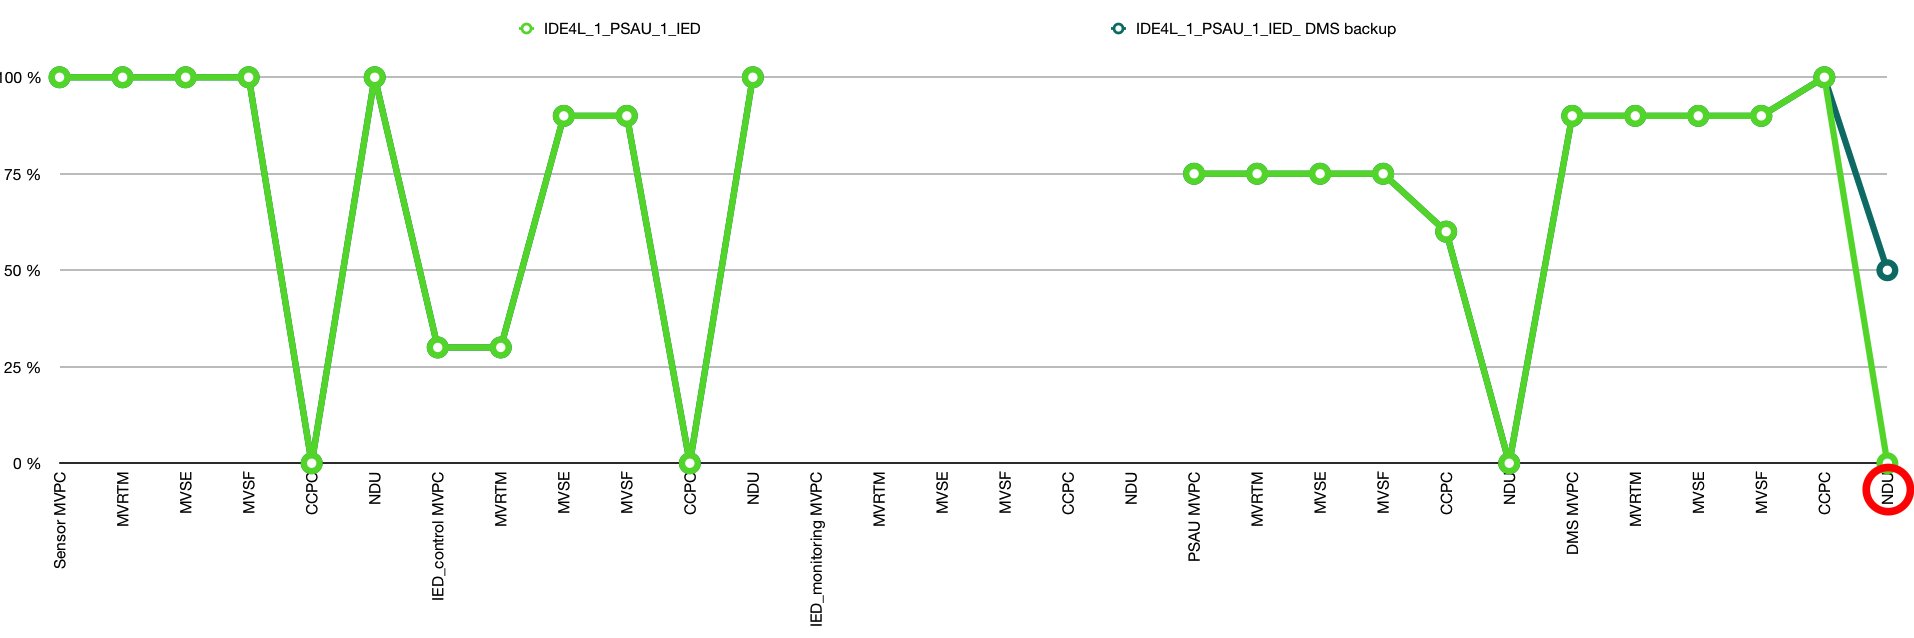 IDE4L_1_PSAU_1_IED
IDE4L_1_PSAU_1_IED_ DMS backup
100 %
75 %
50 %
25 %
0 %
Sensor MVPC
MVRTM
MVSE
MVSF
CCPC
NDU
IED_control MVPC
MVRTM
MVSE
MVSF
CCPC
NDU
IED_monitoring MVPC
MVRTM
MVSE
MVSF
CCPC
NDU
PSAU MVPC
MVRTM
MVSE
MVSF
CCPC
NDU
DMS MVPC
MVRTM
MVSE
MVSF
CCPC
NDU